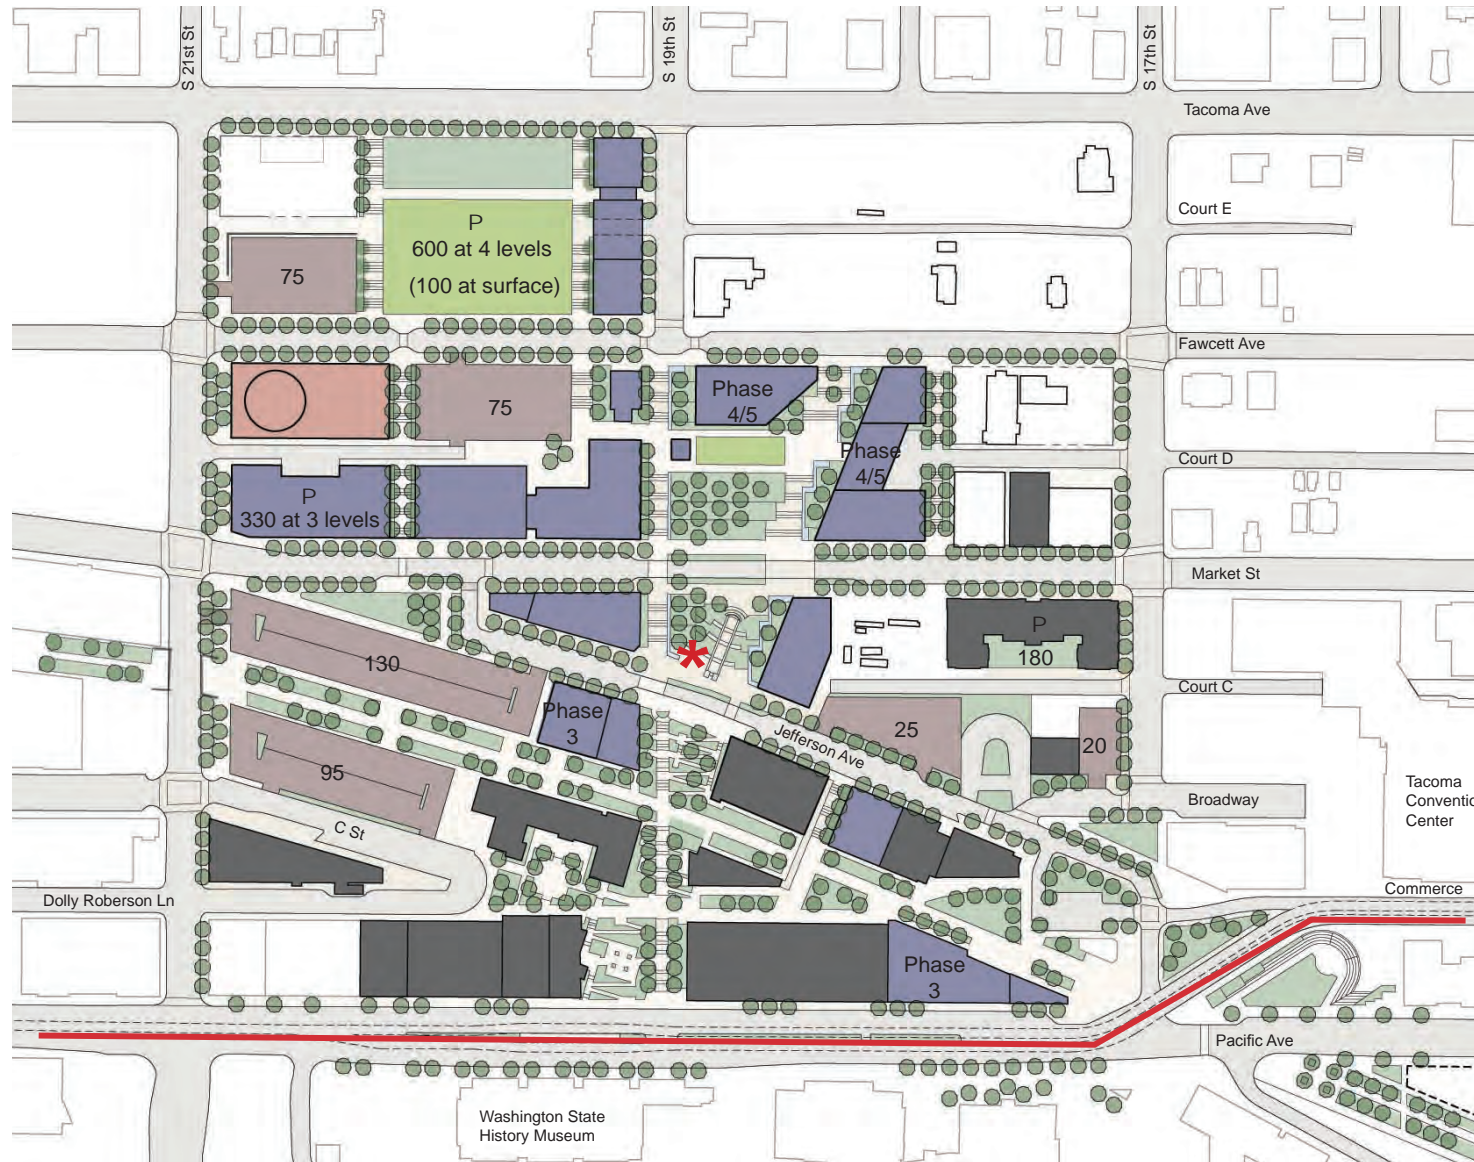 S 21st St
S 19th St
S 17th St
Tacoma Ave
Court E
P
600 at 4 levels
(100 at surface)
75
Fawcett Ave
Phase
4/5
75
Phase
4/5
Court D
P
330 at 3 levels
Market St
P
180
130
Court C
Phase
3
25
20
Jefferson Ave
95
Tacoma
Conventic
Center
Broadway
C St
Commerce
Dolly Roberson Ln
Phase
3
Pacific Ave
Washington State
History Museum